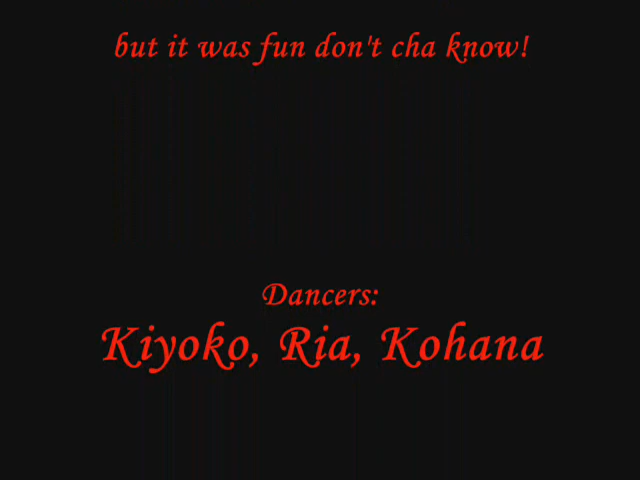 but it was fun don't cha know!
Dancers:
Kiyoko, Ria, Kohana